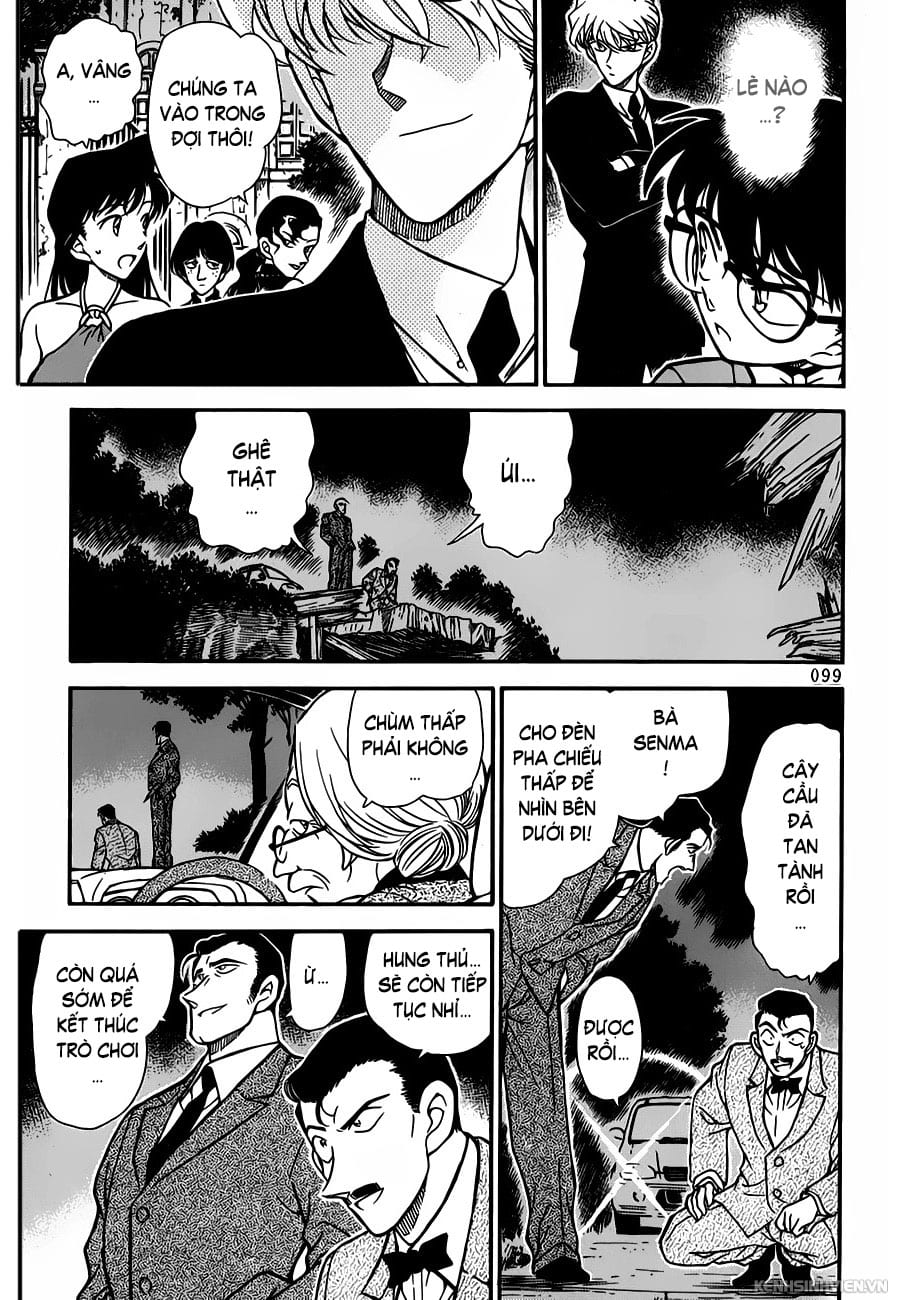 LẼ NÀO
...?
CHÚNG TA
VÀO TRONG
ĐỢI THÔI!
A, VÂNG
...
ÚI...
GHÊ
THẬT
...
099
CÂY
CẦU
ĐÃ
TAN
TÀNH
RỒI
...
BÀ
SENMA
!
CHO ĐÈN
PHA CHIẾU
THẤP ĐỂ
NHÌN BÊN
DƯỚI ĐI!
ĐƯỢC
RỒI...
CHÙM THẤP
PHẢI KHÔNG
...
HUNG THỦ...
SẼ CÒN TIẾP
TỤC NHỈ...
Ừ...
CÒN QUÁ
SỚM ĐỂ
KẾT THÚC
TRÒ CHƠI
...
KENHSINHVIEN.VN